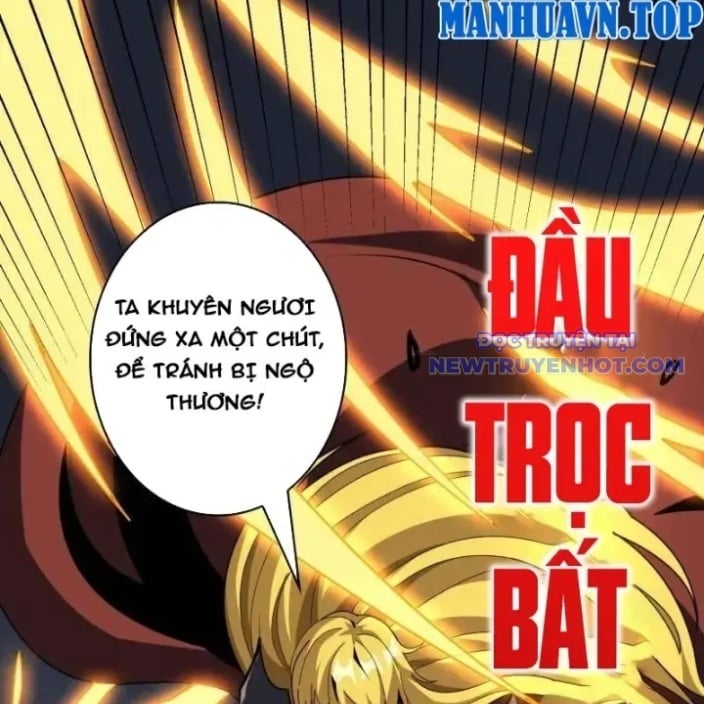 MANHUAVN.TOP
TA KHUYÊN NGƯƠI
ĐỨNG XA MỘT CHÚT,
ĐỂ TRÁNH BỊ NGỘ
THƯƠNG!
ĐẦU
ĐỌC TRUYỆN TẠI
NEWTRUYENHOT.COM
TRỌC
BẤT